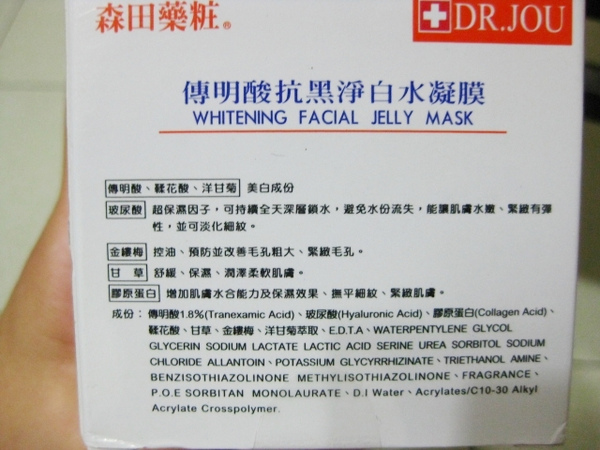 森田藥粧®
DR.JOU
傳明酸抗黑淨白水凝膜
WHITENING FACIAL JELLY MASK
傳明酸、鞣花酸、洋甘菊 美白成份
玻尿酸 超保濕因子，可持續全天深層鎖水，避免水份流失，能讓肌膚水嫩、緊緻有彈
性，並可淡化細紋。
金縷梅 控油、預防並改善毛孔粗大、緊緻毛孔。
甘草 舒緩、保濕、潤澤柔軟肌膚。
膠原蛋白 增加肌膚水合能力及保濕效果、撫平細紋、緊緻肌膚。
成份：傳明酸1.8%(Tranexamic Acid)、玻尿酸(Hyaluronic Acid)、膠原蛋白(Collagen Acid)、
鞣花酸、甘草、金縷梅、洋甘菊萃取、E.D.T.A、WATERPENTYLENE GLYCOL
GLYCERIN SODIUM LACTATE LACTIC ACID SERINE UREA SORBITOL SODIUM
CHLORIDE ALLANTOIN、POTASSIUM GLYCYRRHIZINATE、TRIETHANOL AMINE、
BENZISOTHIAZOLINONE METHYLISOTHIAZOLINONE、FRAGRANCE、
P.O.E SORBITAN MONOLAURATE、D.I Water、Acrylates/C10-30 Alkyl
Acrylate Crosspolymer.